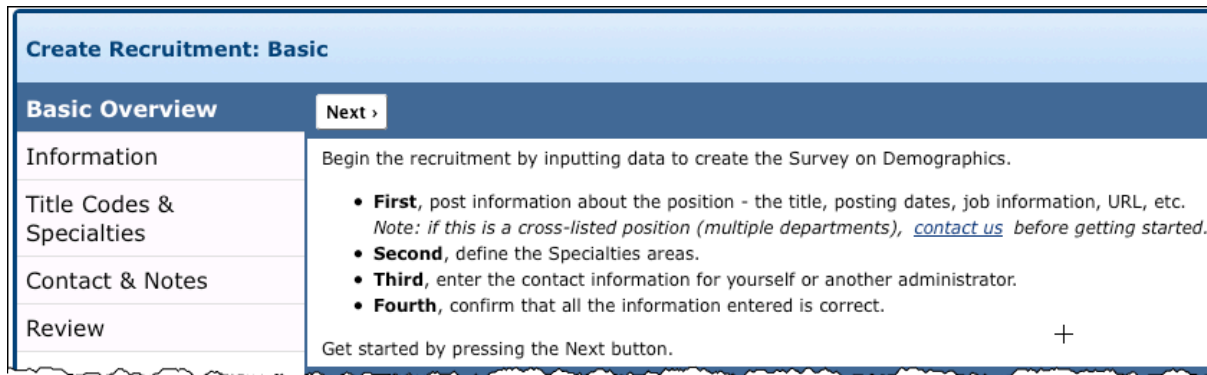 Create Recruitment: Basic
Basic Overview
Information
Title Codes &
Specialties
Contact & Notes
Review
Next ›
Begin the recruitment by inputting data to create the Survey on Demographics.
• First, post information about the position - the title, posting dates, job information, URL, etc.
Note: if this is a cross-listed position (multiple departments), contact us before getting started.
• Second, define the Specialties areas.
• Third, enter the contact information for yourself or another administrator.
• Fourth, confirm that all the information entered is correct.
Get started by pressing the Next button.